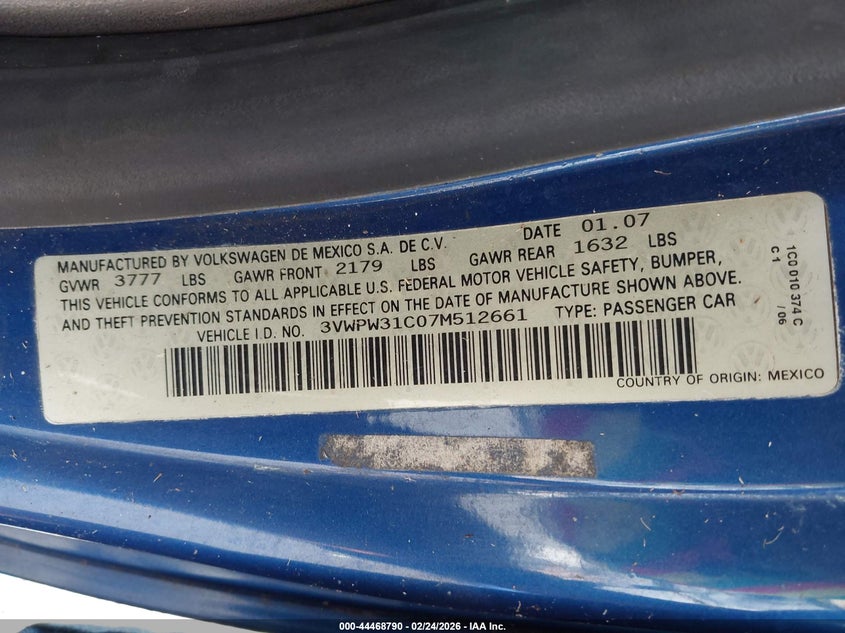 MANUFACTURED BY VOLKSWAGEN DE MEXICO S.A. DE C.V. DATE 01.07
GVWR 3777 LBS GAWR FRONT 2179 LBS GAWR REAR 1632 LBS
THIS VEHICLE CONFORMS TO ALL APPLICABLE U.S. FEDERAL MOTOR VEHICLE SAFETY, BUMPER,
AND THEFT PREVENTION STANDARDS IN EFFECT ON THE DATE OF MANUFACTURE SHOWN ABOVE.
VEHICLE I.D. NO. 3VWPW31C07M512661 TYPE: PASSENGER CAR
COUNTRY OF ORIGIN: MEXICO
1C0 010 374 C /06
C1
000-44468790 - 02/24/2026 - IAA Inc.